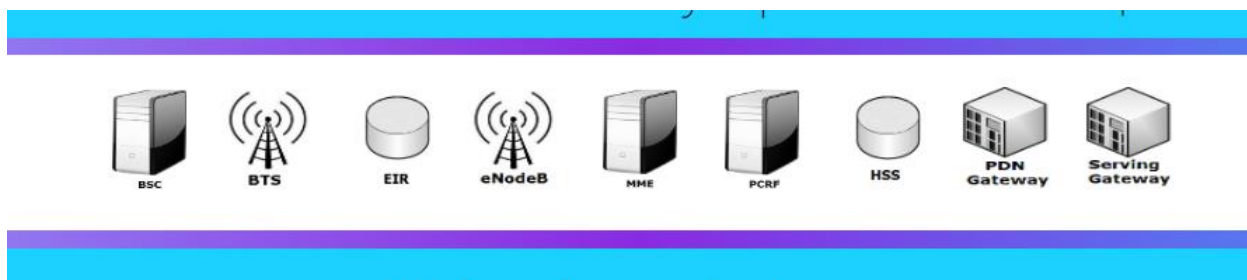 BSC
BTS
EIR
eNodeB
MME
PCRF
HSS
PDN
Gateway
Serving
Gateway